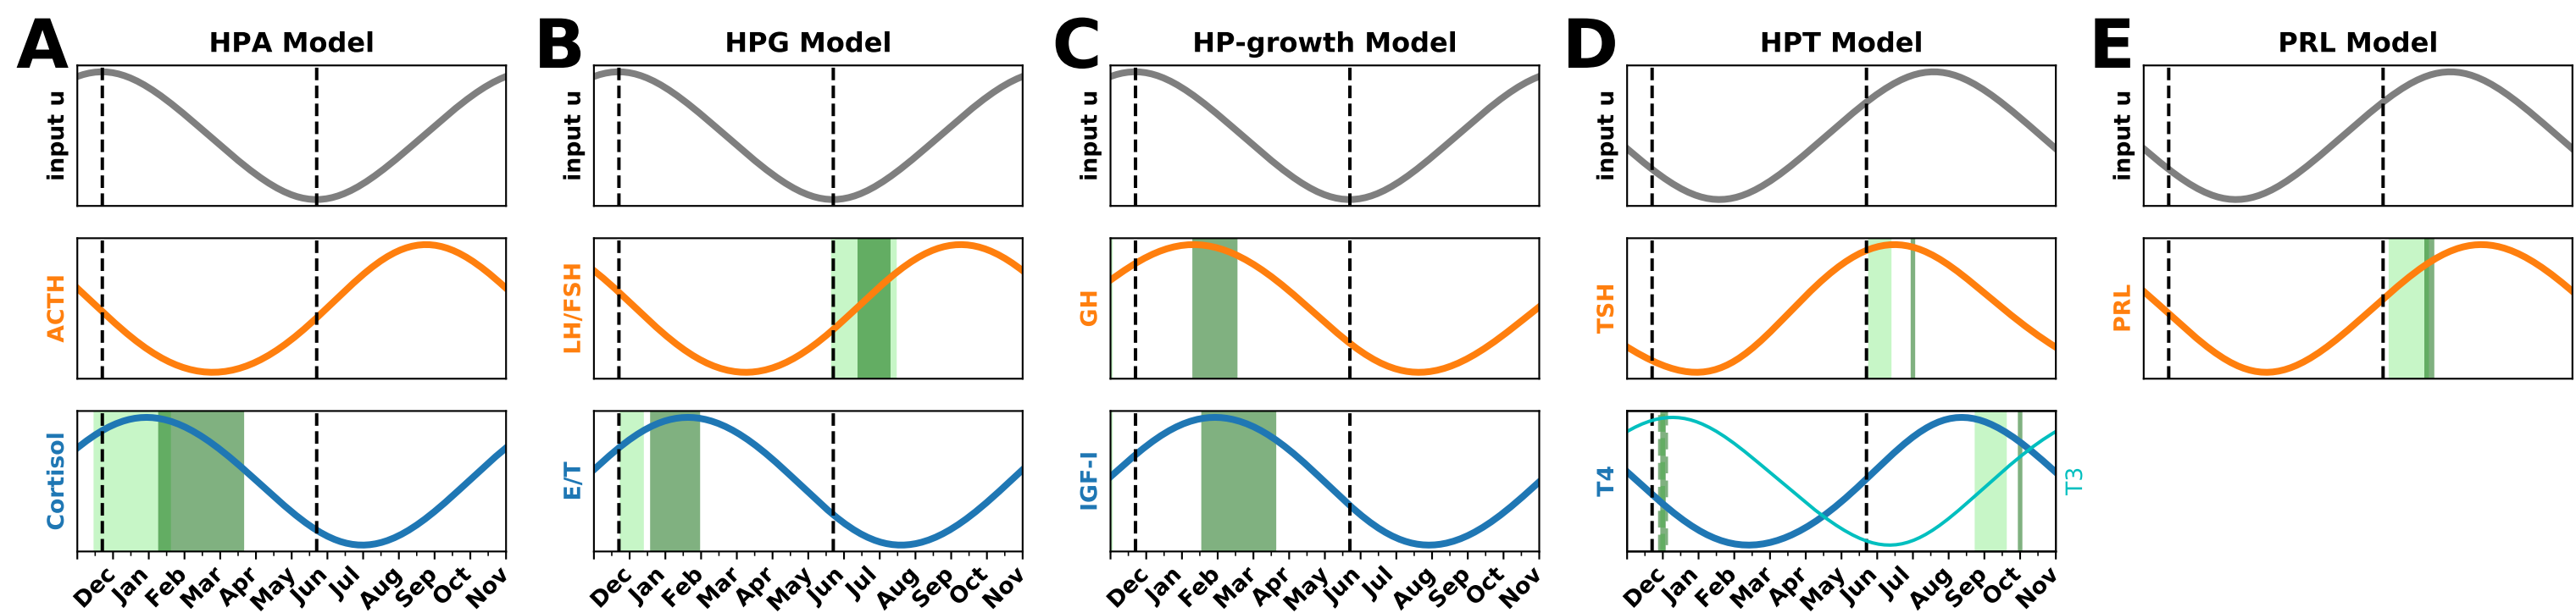 A HPA Model
B HPG Model
C HP-growth Model
D HPT Model
E PRL Model
input u
input u
input u
input u
input u
ACTH
LH/FSH
GH
TSH
PRL
Cortisol
E/T
IGF-I
T4
T3
Dec Jan Feb Mar Apr May Jun Jul Aug Sep Oct Nov
Dec Jan Feb Mar Apr May Jun Jul Aug Sep Oct Nov
Dec Jan Feb Mar Apr May Jun Jul Aug Sep Oct Nov
Dec Jan Feb Mar Apr May Jun Jul Aug Sep Oct Nov